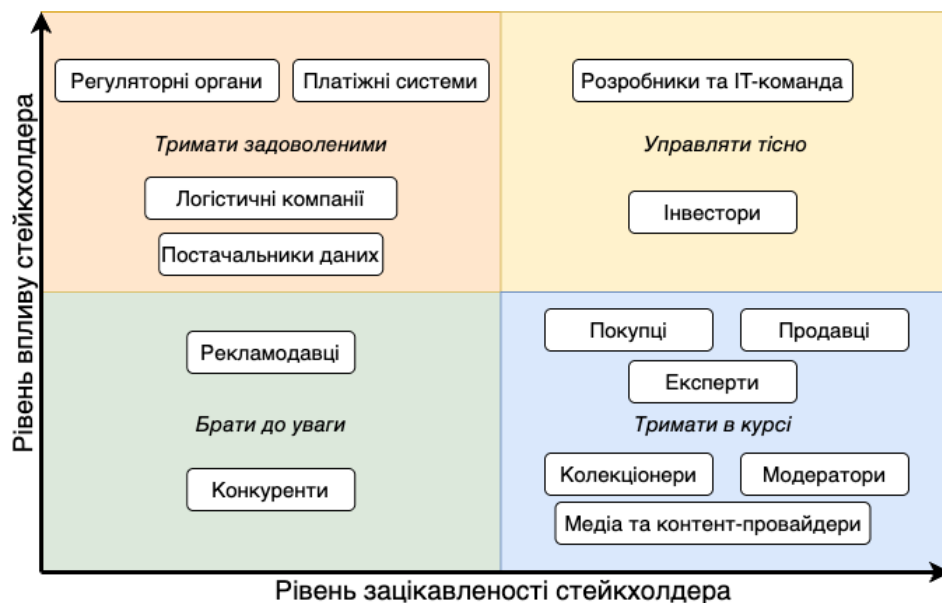 Рівень впливу стейкхолдера
Регуляторні органи
Платіжні системи
Тримати задоволеними
Логістичні компанії
Постачальники даних
Розробники та ІТ-команда
Управляти тісно
Інвестори
Рекламодавці
Брати до уваги
Конкуренти
Покупці
Продавці
Експерти
Тримати в курсі
Колекціонери
Модератори
Медіа та контент-провайдери
Рівень зацікавленості стейкхолдера